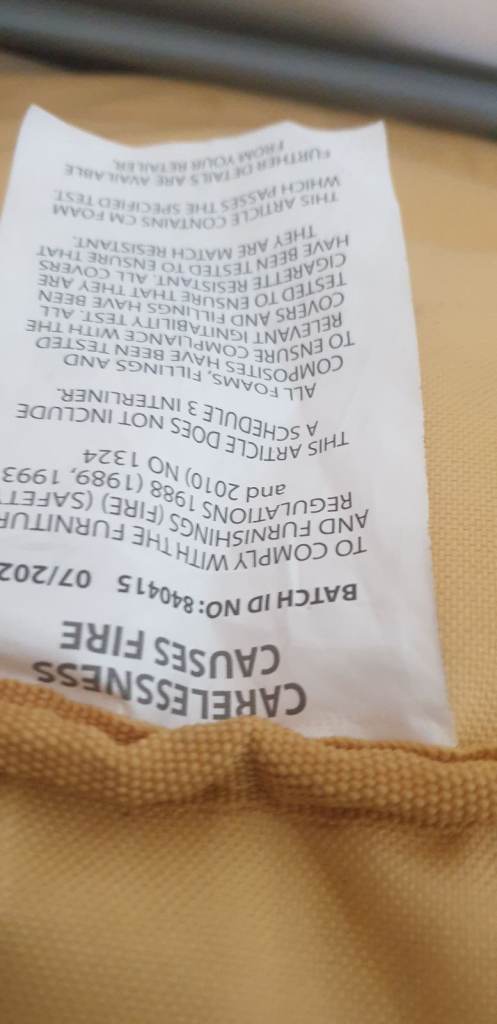 CARELESSNESS
CAUSES FIRE
BATCH ID NO: 840415 07/202
TO COMPLY WITH THE FURNITUR
AND FURNISHINGS (FIRE) (SAFET
REGULATIONS 1988 (1989, 1993
and 2010) NO 1324
THIS ARTICLE DOES NOT INCLUDE
A SCHEDULE 3 INTERLINER.
ALL FOAMS, FILLINGS AND
COMPOSITES HAVE BEEN TESTED
TO ENSURE COMPLIANCE WITH THE
RELEVANT IGNITABILITY TEST. ALL
COVERS AND FILLINGS HAVE BEEN
TESTED TO ENSURE THAT THEY ARE
CIGARETTE RESISTANT. ALL COVERS
HAVE BEEN TESTED TO ENSURE THAT
THEY ARE MATCH RESISTANT.
THIS ARTICLE CONTAINS CM FOAM
WHICH PASSES THE SPECIFIED TEST.
FURTHER DETAILS ARE AVAILABLE
FROM YOUR RETAILER.